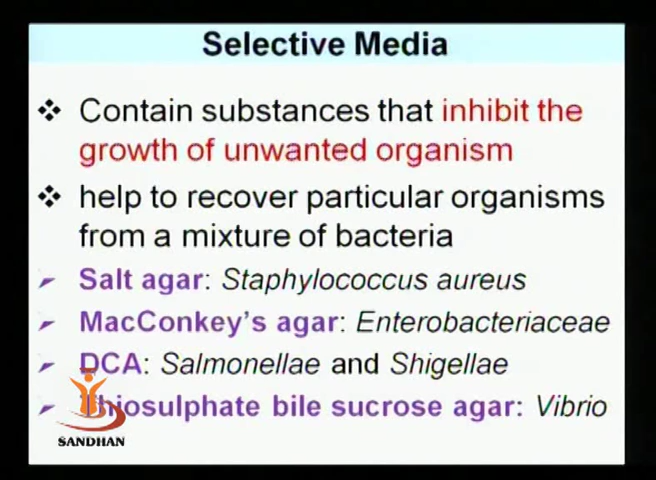 Selective Media
Contain substances that inhibit the
growth of unwanted organism
help to recover particular organisms
from a mixture of bacteria
Salt agar: Staphylococcus aureus
MacConkey's agar: Enterobacteriaceae
DCA: Salmonellae and Shigellae
Thiosulphate bile sucrose agar: Vibrio
SANDHAN